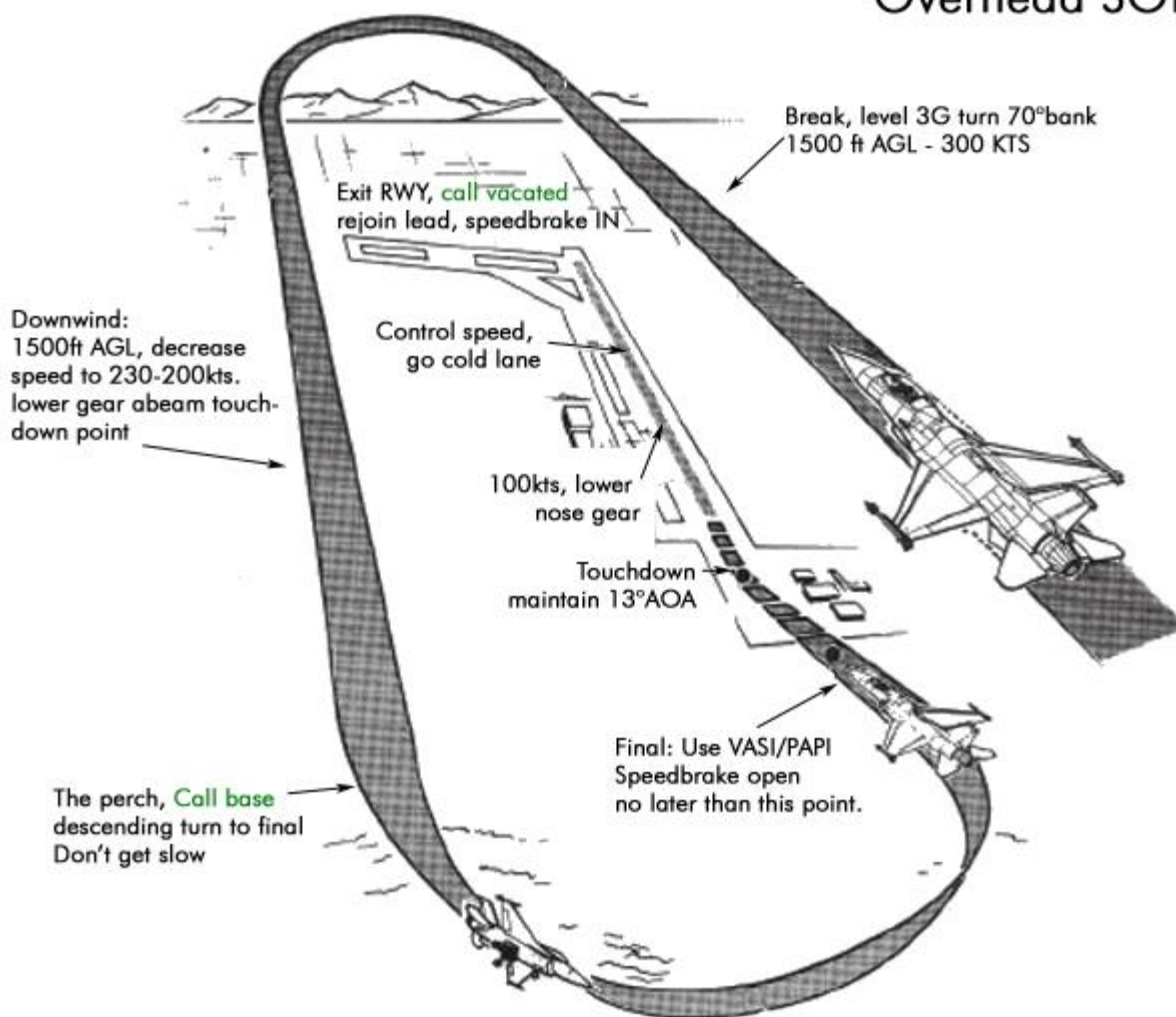 Overhead
Break, level 3G turn 70°bank
1500 ft AGL - 300 KTS
Exit RWY, call vacated
rejoin lead, speedbrake IN
Downwind:
1500ft AGL, decrease
speed to 230-200kts.
lower gear abeam touch-
down point
Control speed,
go cold lane
100kts, lower
nose gear
Touchdown
maintain 13°AOA
Final: Use VASI/PAPI
Speedbrake open
no later than this point.
The perch, Call base
descending turn to final
Don't get slow